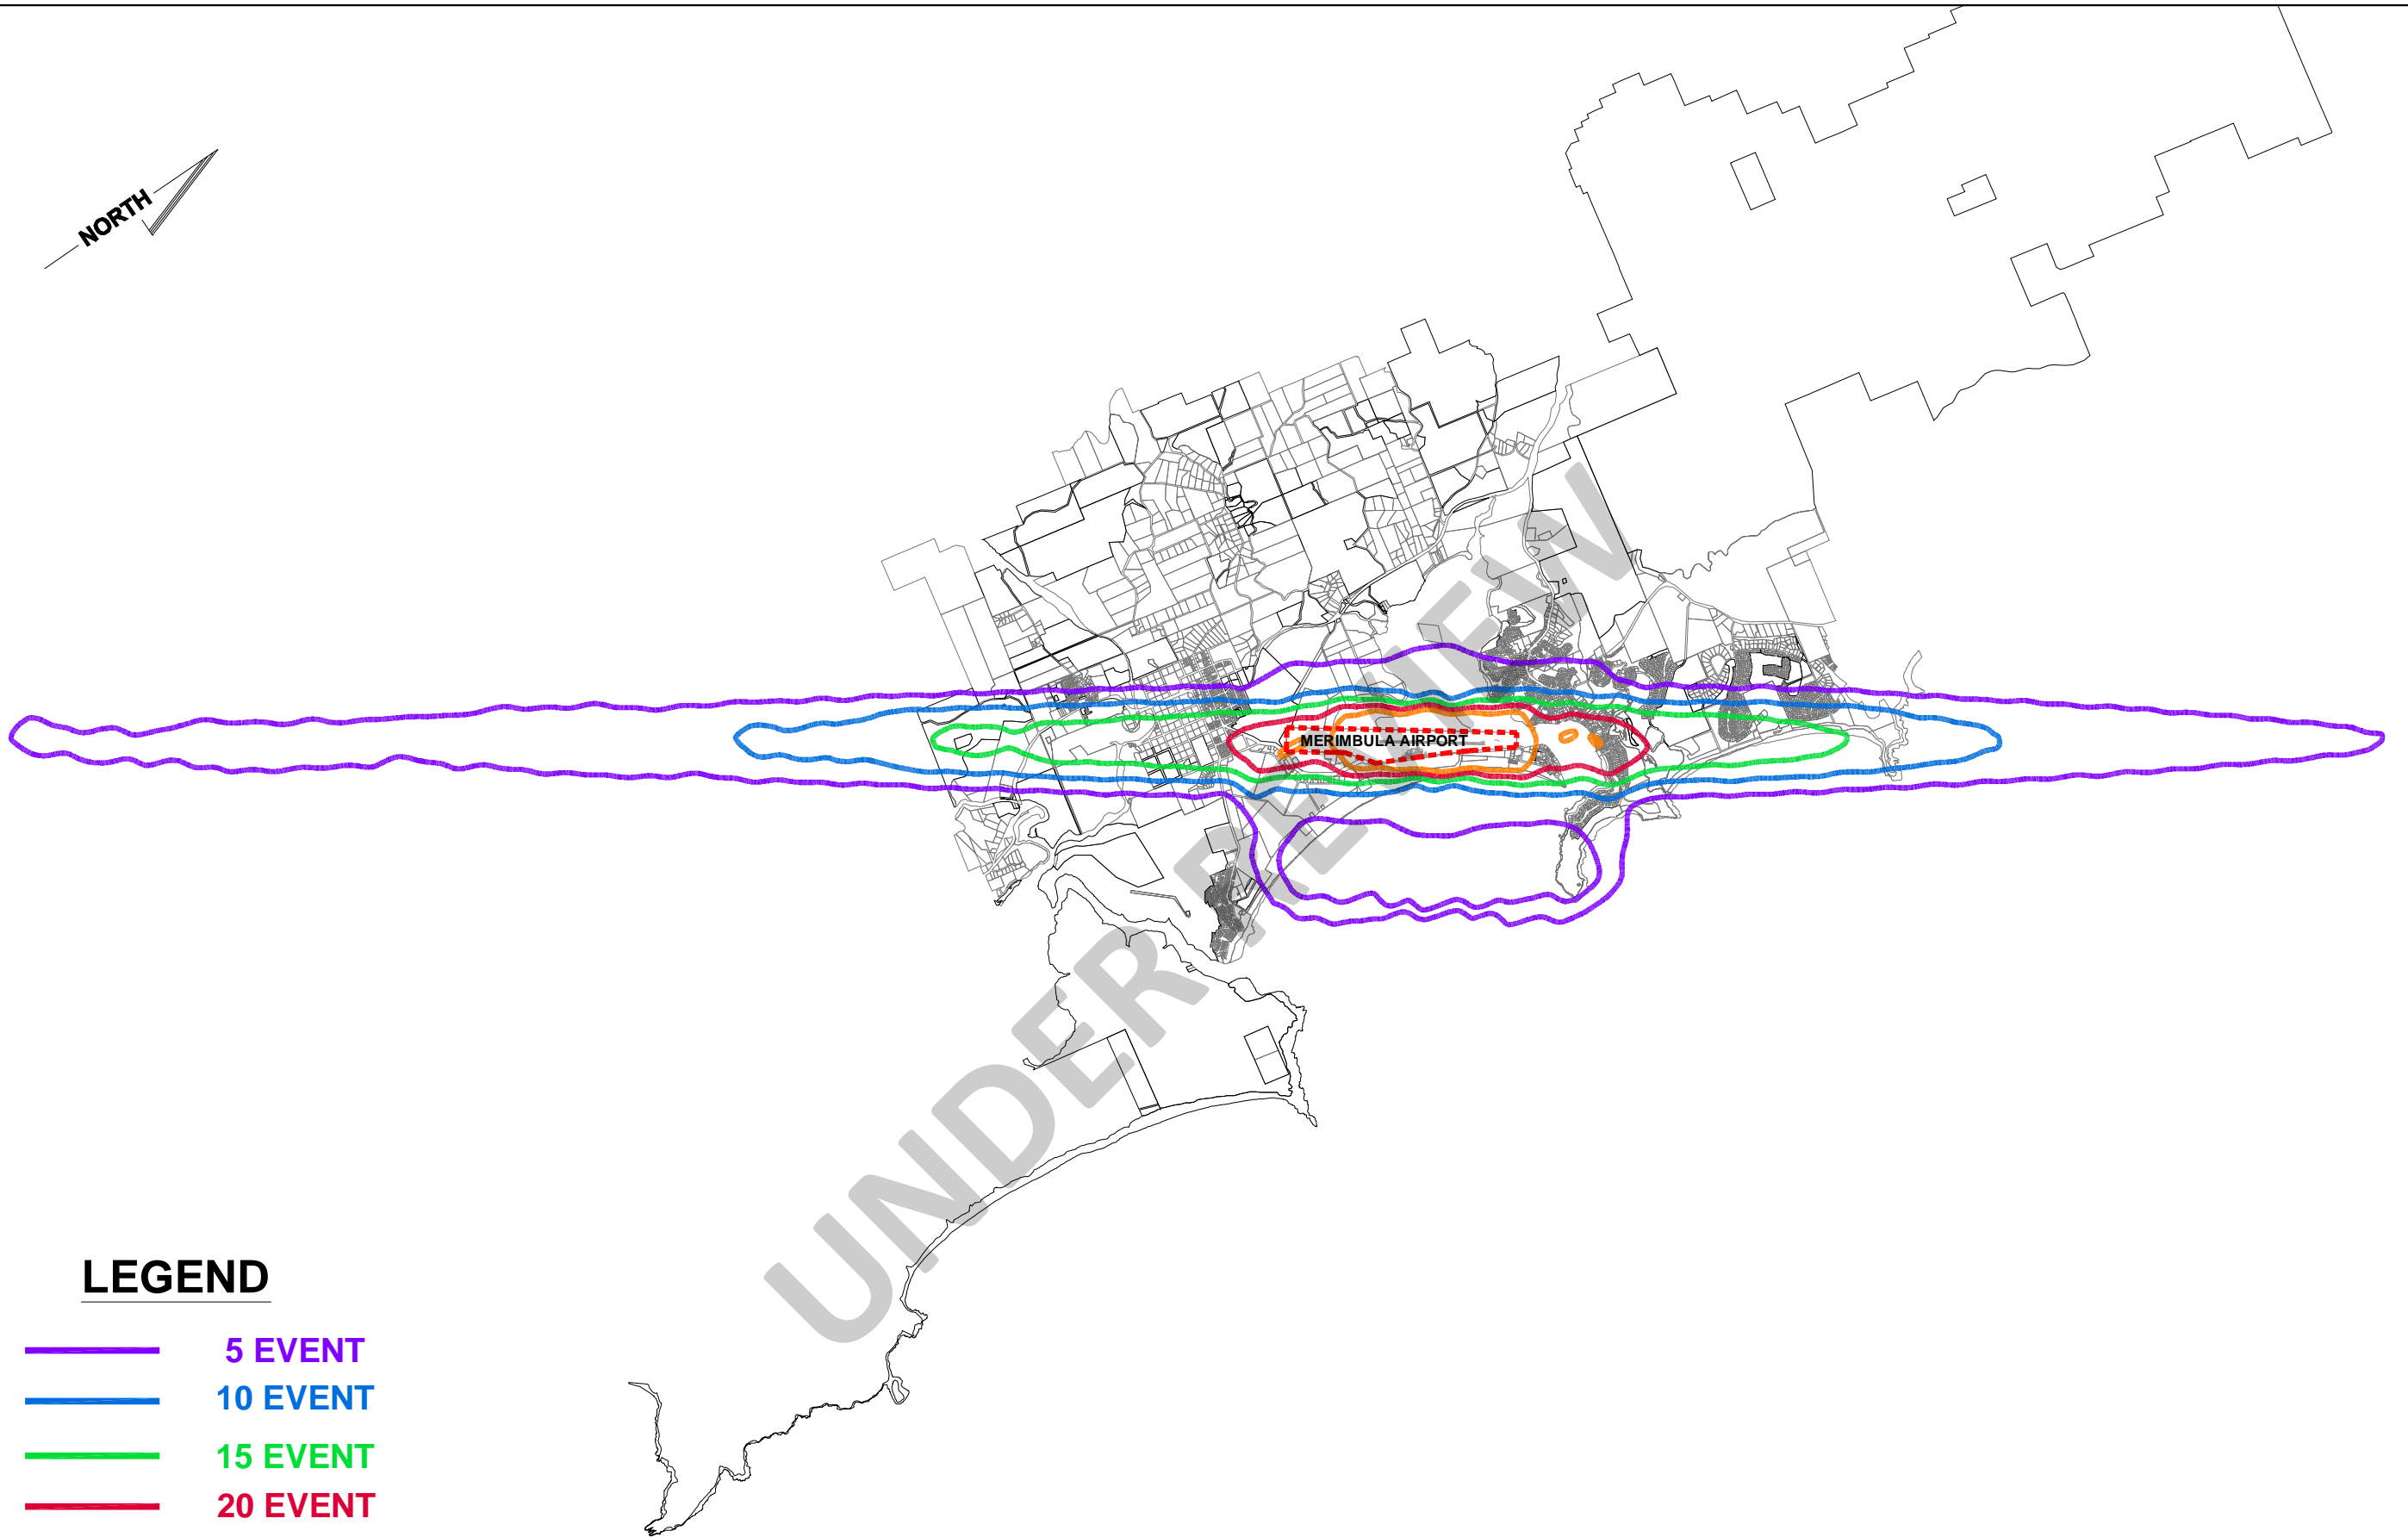 NORTH
MERIMBULA AIRPORT
UNDER REVIEW
LEGEND
5 EVENT
10 EVENT
15 EVENT
20 EVENT